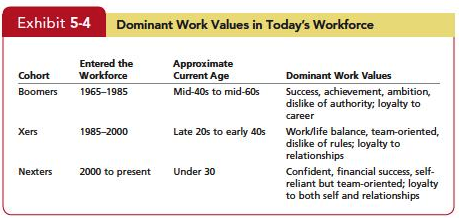 Exhibit 5-4 Dominant Work Values in Today's Workforce
Entered the Approximate
Cohort Workforce Current Age Dominant Work Values
Boomers 1965–1985 Mid-40s to mid-60s Success, achievement, ambition,
dislike of authority; loyalty to
career
Xers 1985–2000 Late 20s to early 40s Work/life balance, team-oriented,
dislike of rules; loyalty to
relationships
Nexters 2000 to present Under 30 Confident, financial success, self-
reliant but team-oriented; loyalty
to both self and relationships